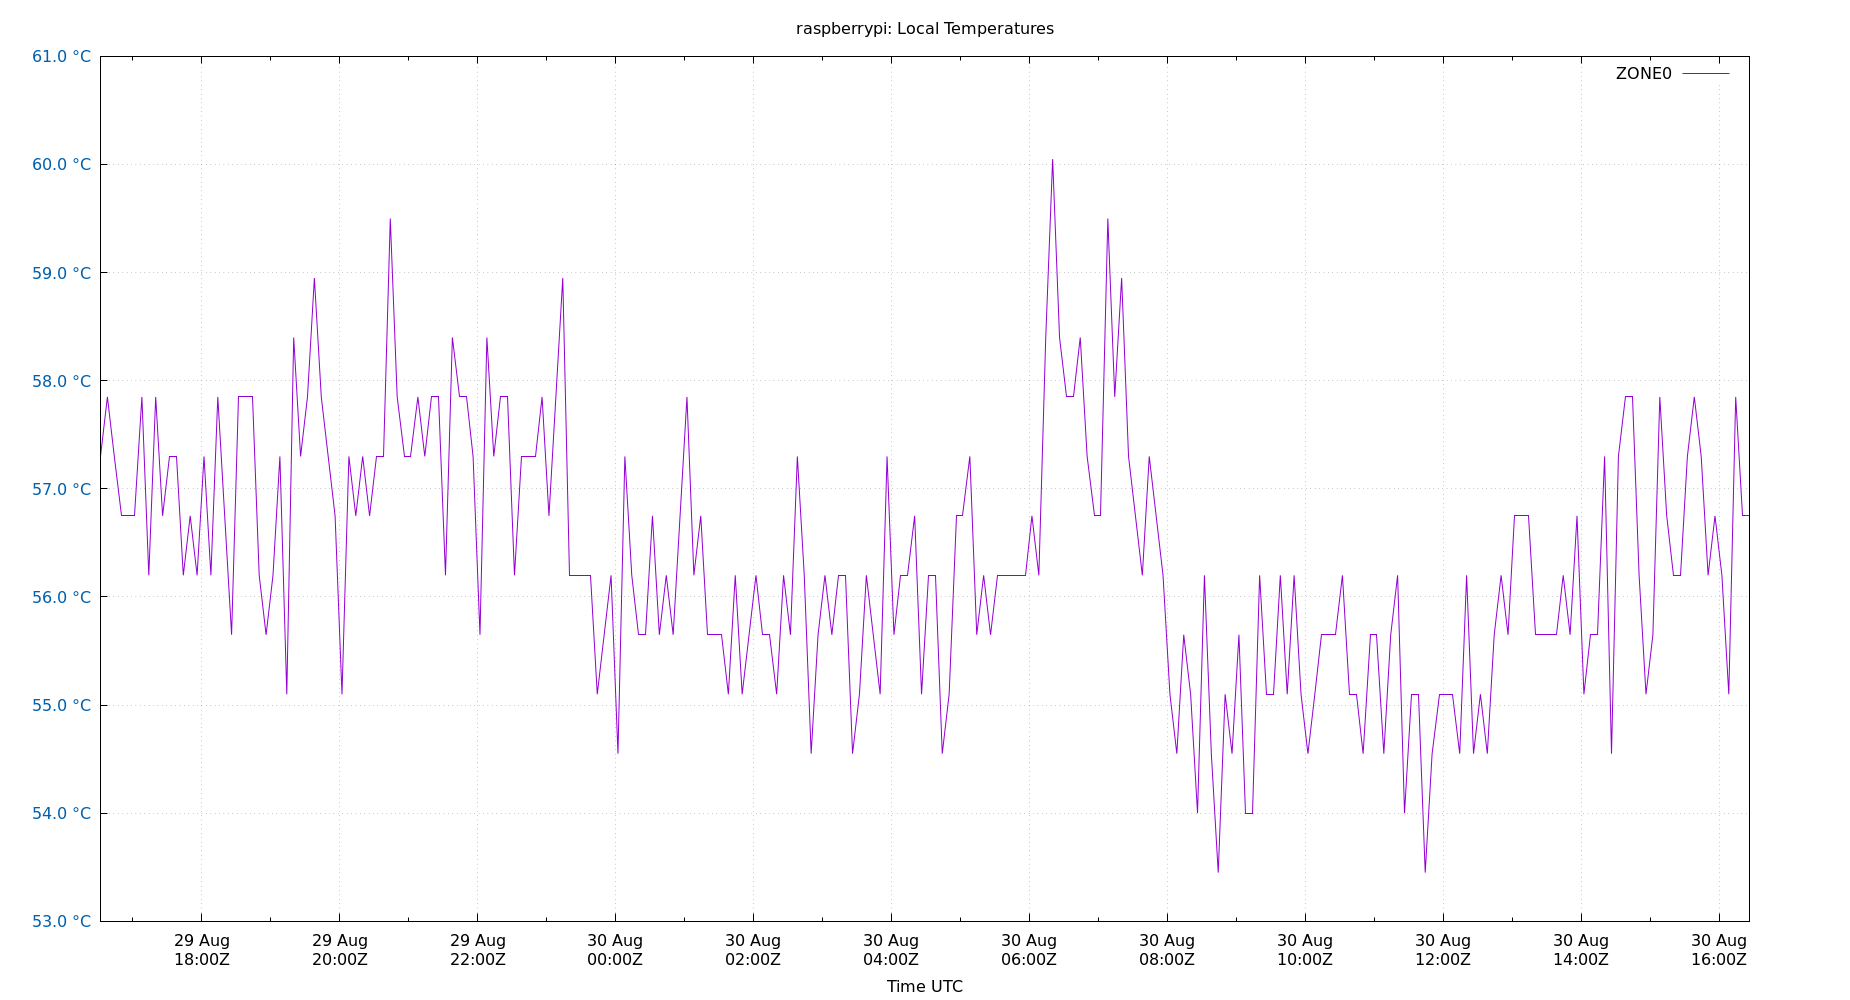 raspberrypi: Local Temperatures
61.0 °C
ZONE0
60.0 °C
59.0 °C
58.0 °C
57.0 °C
56.0 °C
55.0 °C
54.0 °C
53.0 °C
29 Aug 29 Aug 29 Aug 30 Aug 30 Aug 30 Aug 30 Aug 30 Aug 30 Aug 30 Aug 30 Aug 30 Aug
18:00Z 20:00Z 22:00Z 00:00Z 02:00Z 04:00Z 06:00Z 08:00Z 10:00Z 12:00Z 14:00Z 16:00Z
Time UTC